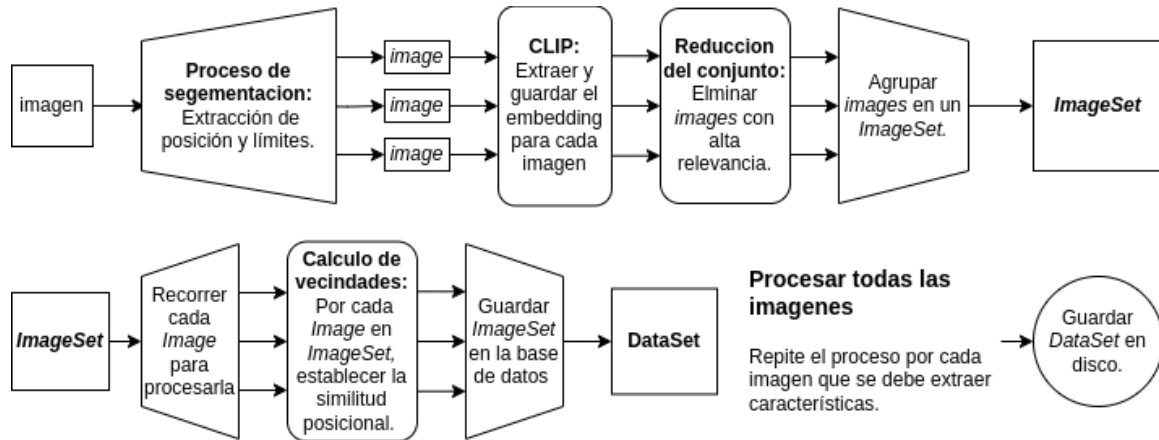 imagen
Proceso de
segementacion:
Extracción de
posición y límites.
image
image
image
CLIP:
Extraer y
guardar el
embedding
para cada
imagen
Reduccion
del conjunto:
Elminar
images con
alta
relevancia.
Agrupar
images en un
ImageSet.
ImageSet
ImageSet
Recorrer
cada
Image
para
procesarla
Calculo de
vecindades:
Por cada
Image en
ImageSet,
establecer la
similitud
posicional.
Guardar
ImageSet
en la base
de datos
DataSet
Procesar todas las
imagenes
Repite el proceso por cada
imagen que se debe extraer
características.
Guardar
DataSet en
disco.